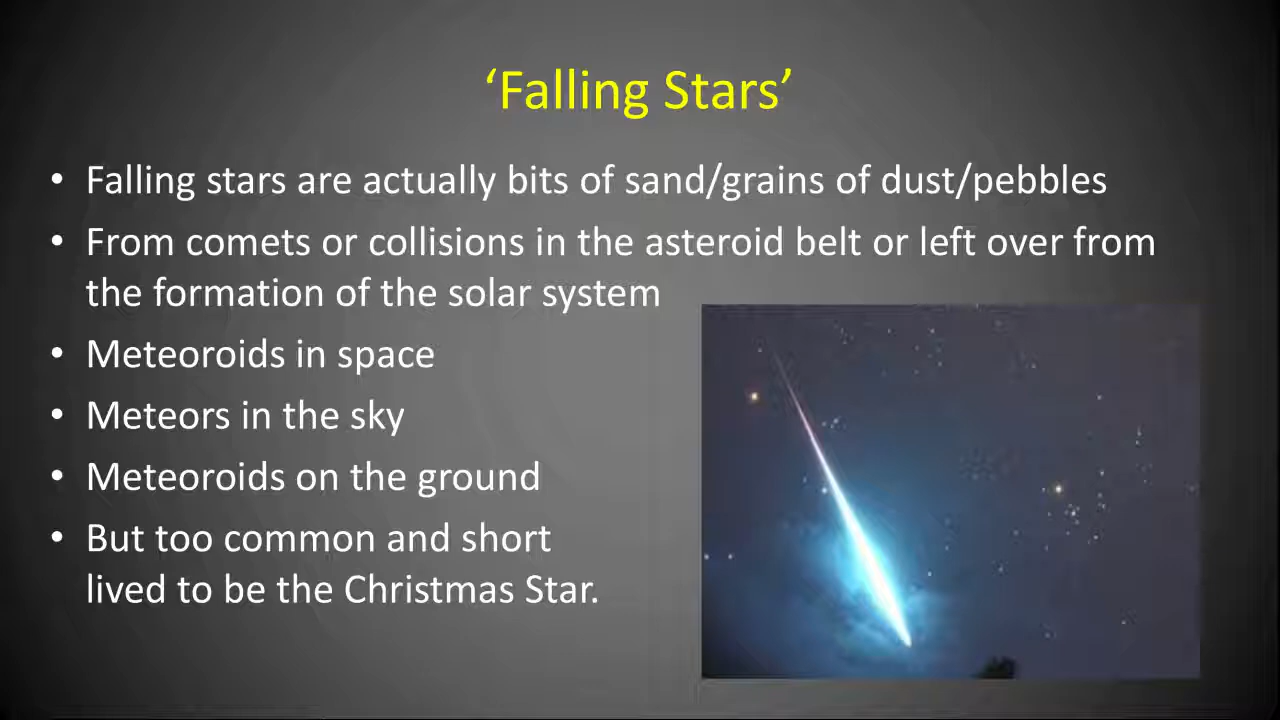 ‘Falling Stars’
• Falling stars are actually bits of sand/grains of dust/pebbles
• From comets or collisions in the asteroid belt or left over from
the formation of the solar system
• Meteoroids in space
• Meteors in the sky
• Meteoroids on the ground
• But too common and short
lived to be the Christmas Star.